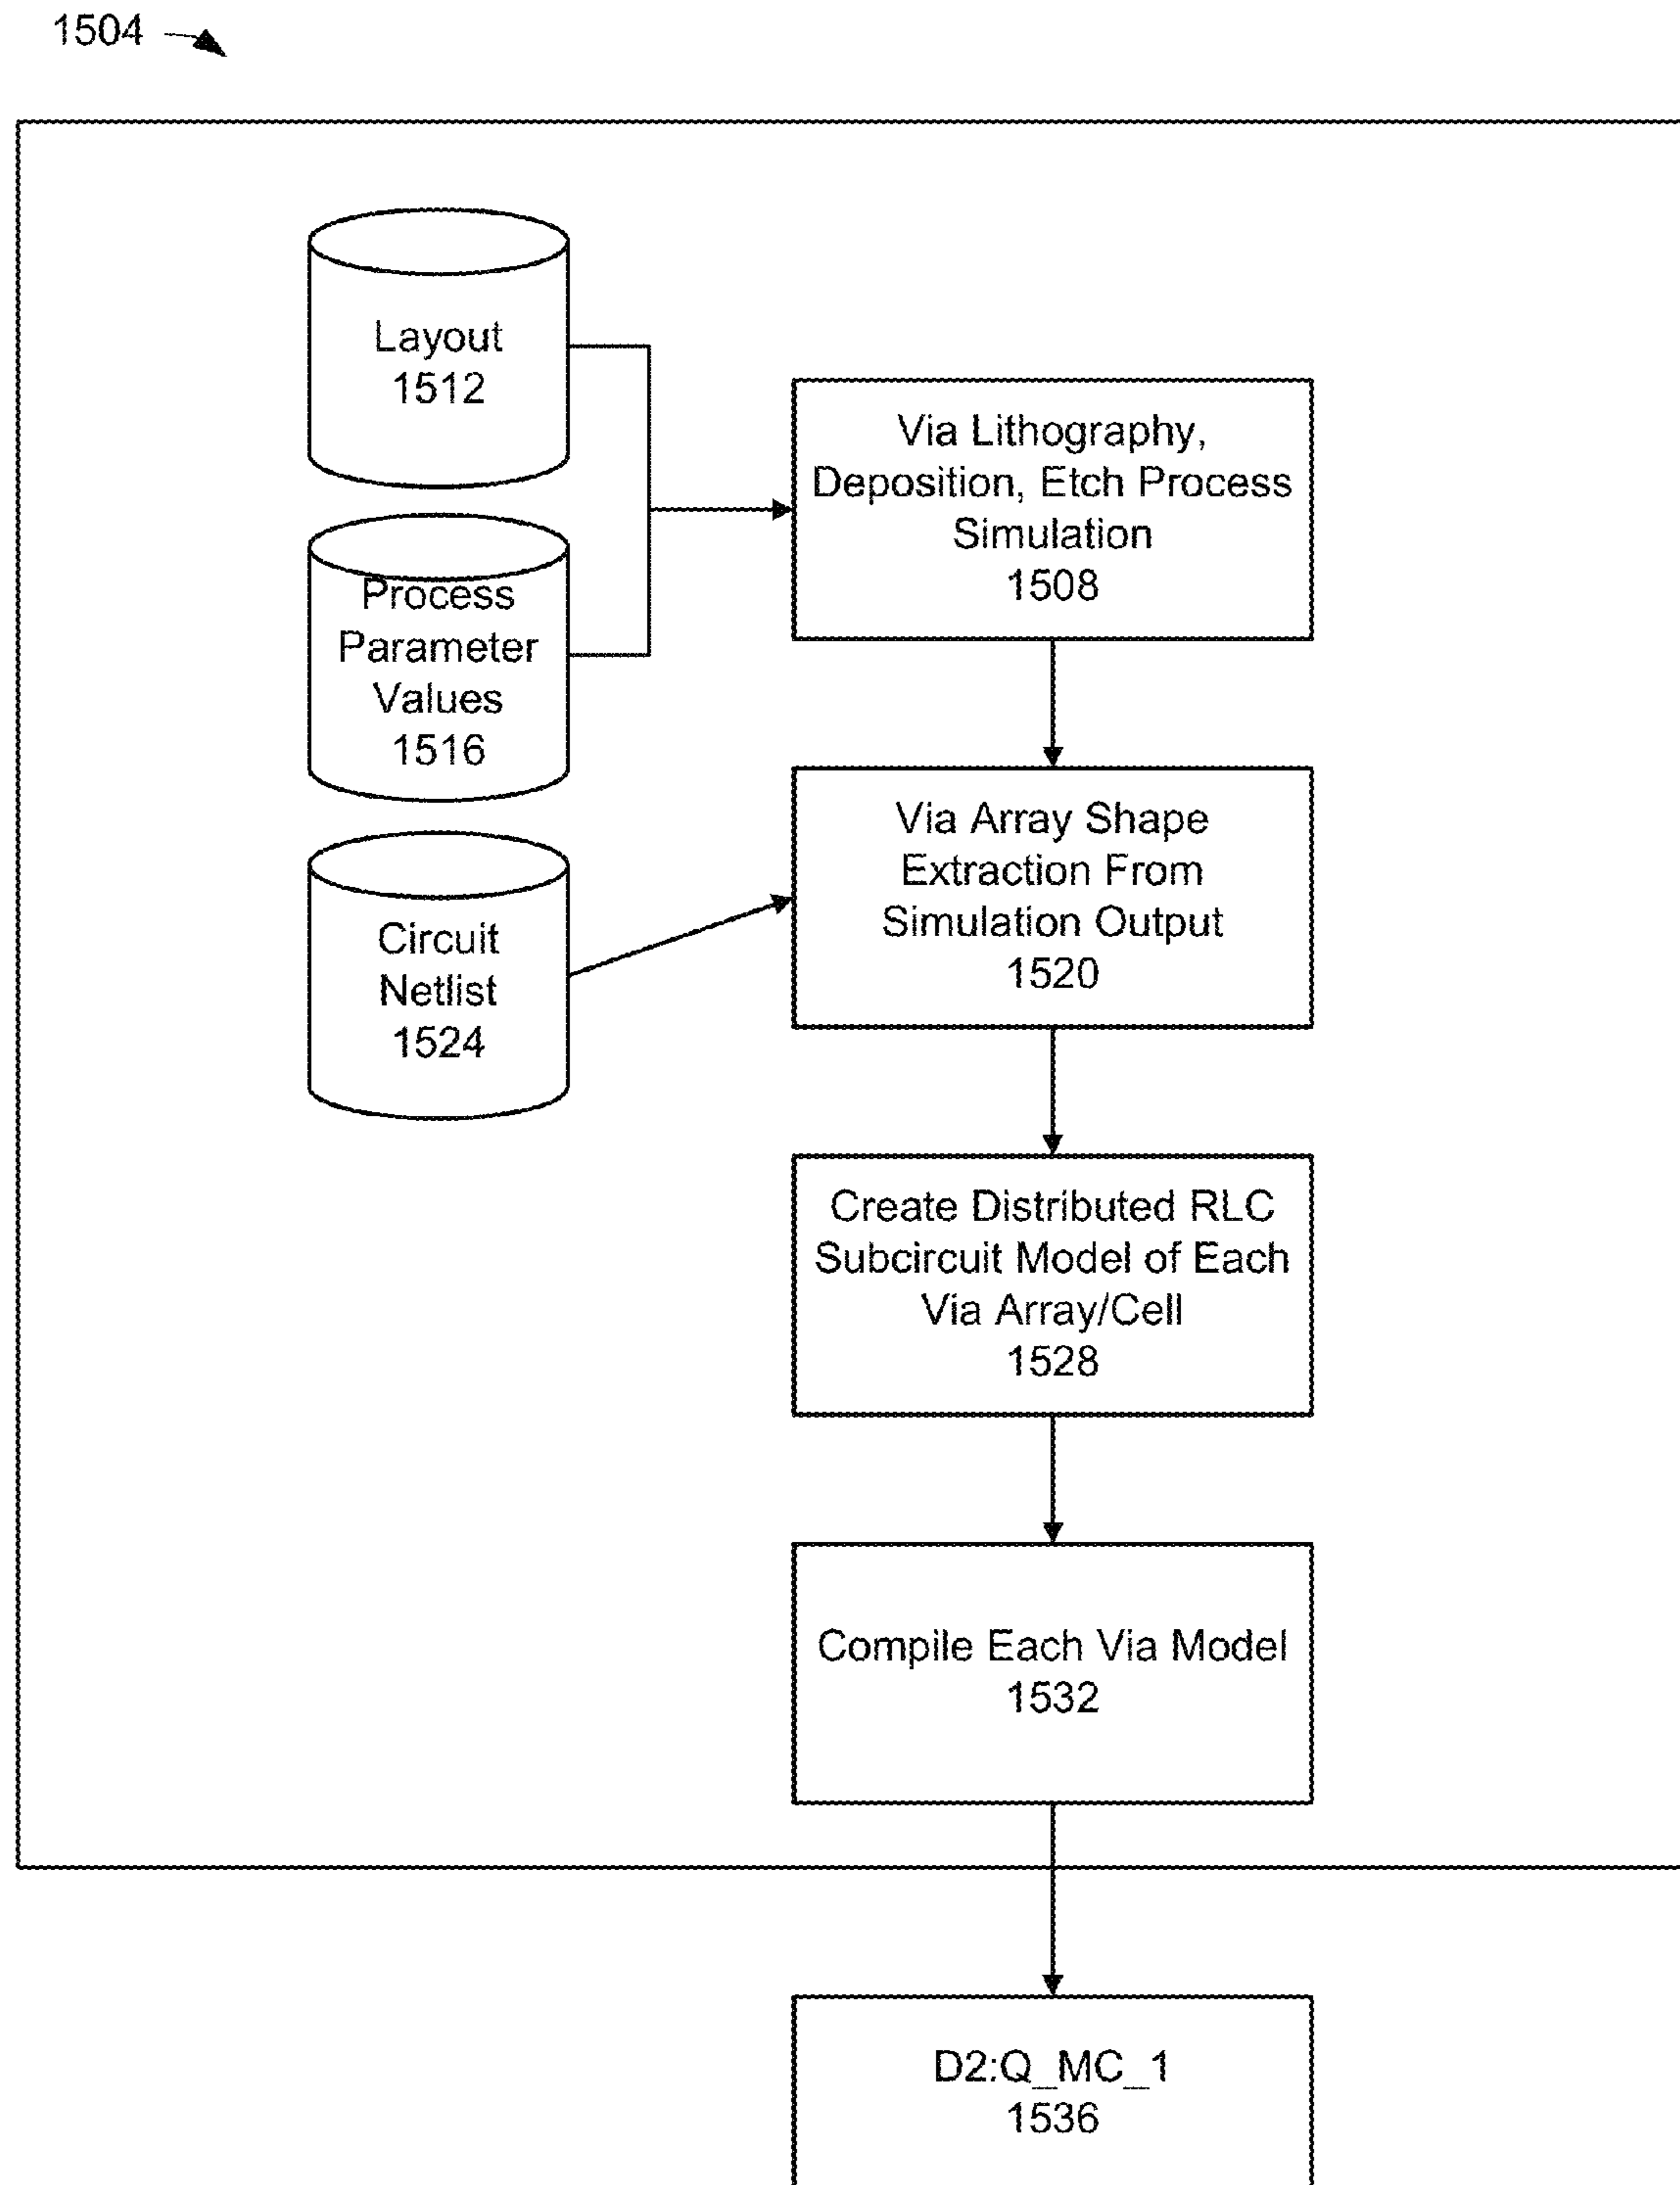 1504
Layout
1512
Process
Parameter
Values
1516
Circuit
Netlist
1524
Via Lithography,
Deposition, Etch Process
Simulation
1508
Via Array Shape
Extraction From
Simulation Output
1520
Create Distributed RLC
Subcircuit Model of Each
Via Array/Cell
1528
Compile Each Via Model
1532
D2:Q_MC_1
1536